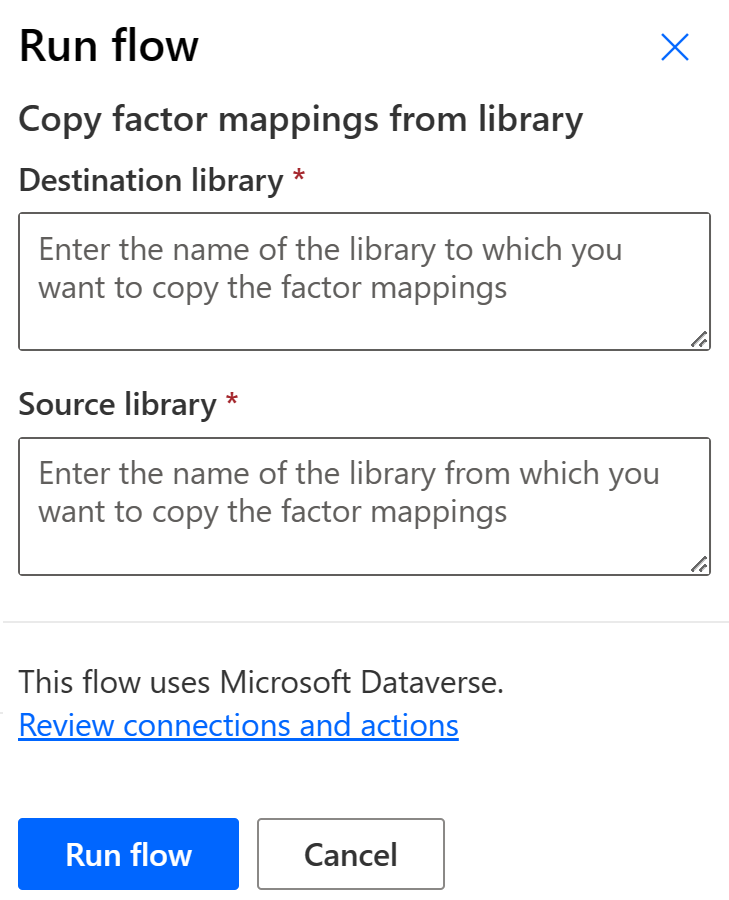 Run flow
Copy factor mappings from library
Destination library *
Enter the name of the library to which you
want to copy the factor mappings
Source library *
Enter the name of the library from which you
want to copy the factor mappings
This flow uses Microsoft Dataverse.
Review connections and actions
Run flow
Cancel